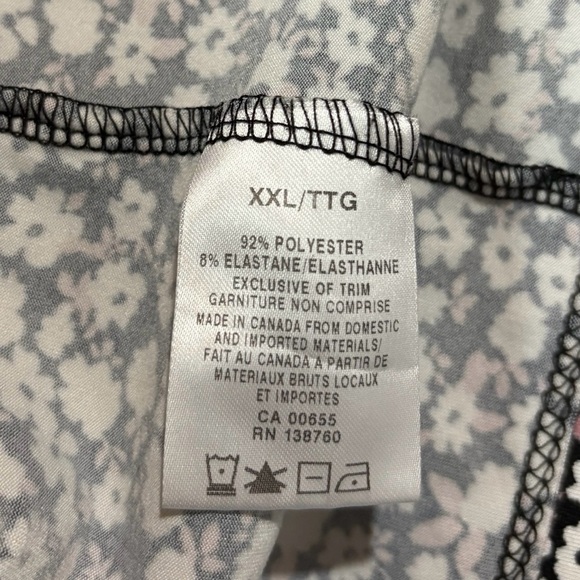 XXL/TTG
92% POLYESTER
8% ELASTANE/ELASTHANNE
EXCLUSIVE OF TRIM
GARNITURE NON COMPRISE
MADE IN CANADA FROM DOMESTIC
AND IMPORTED MATERIALS/
FAIT AU CANADA A PARTIR DE
MATERIAUX BRUTS LOCAUX
ET IMPORTES
CA 00655
RN 138760